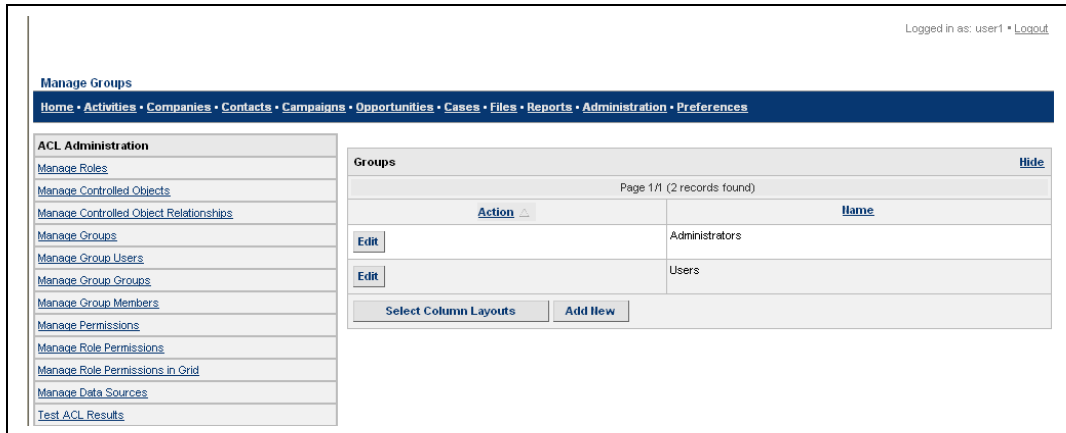 Logged in as: user1 • Logout
Manage Groups
Home • Activities • Companies • Contacts • Campaigns • Opportunities • Cases • Files • Reports • Administration • Preferences
ACL Administration
Manage Roles
Manage Controlled Objects
Manage Controlled Object Relationships
Manage Groups
Manage Group Users
Manage Group Groups
Manage Group Members
Manage Permissions
Manage Role Permissions
Manage Role Permissions in Grid
Manage Data Sources
Test ACL Results
Groups Hide
Page 1/1 (2 records found)
Action Name
Edit Administrators
Edit Users
Select Column Layouts Add New